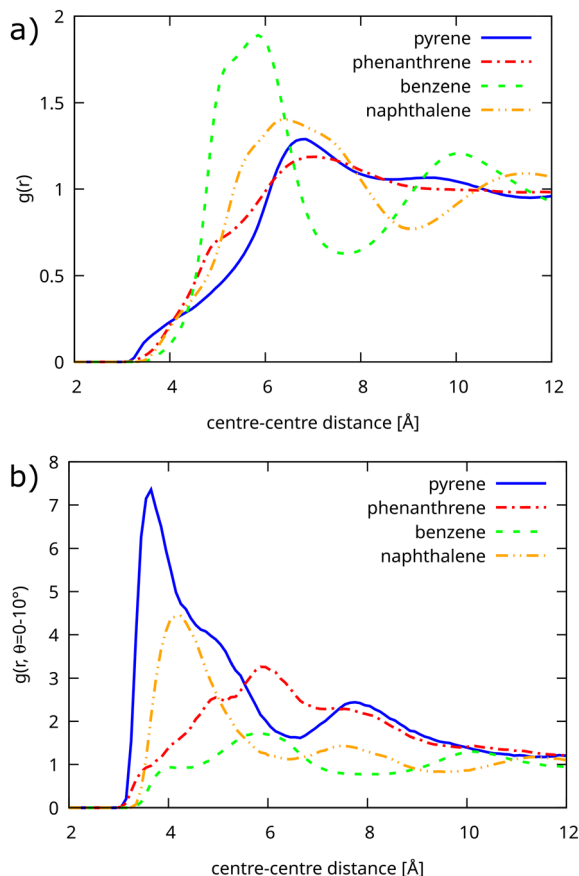 a)
2
1.5
1
0.5
0
g(r)
pyrene
phenanthrene
benzene
naphthalene
2 4 6 8 10 12
centre-centre distance [Å]
b)
8
7
6
5
4
3
2
1
0
g(r, θ=0-10°)
pyrene
phenanthrene
benzene
naphthalene
2 4 6 8 10 12
centre-centre distance [Å]